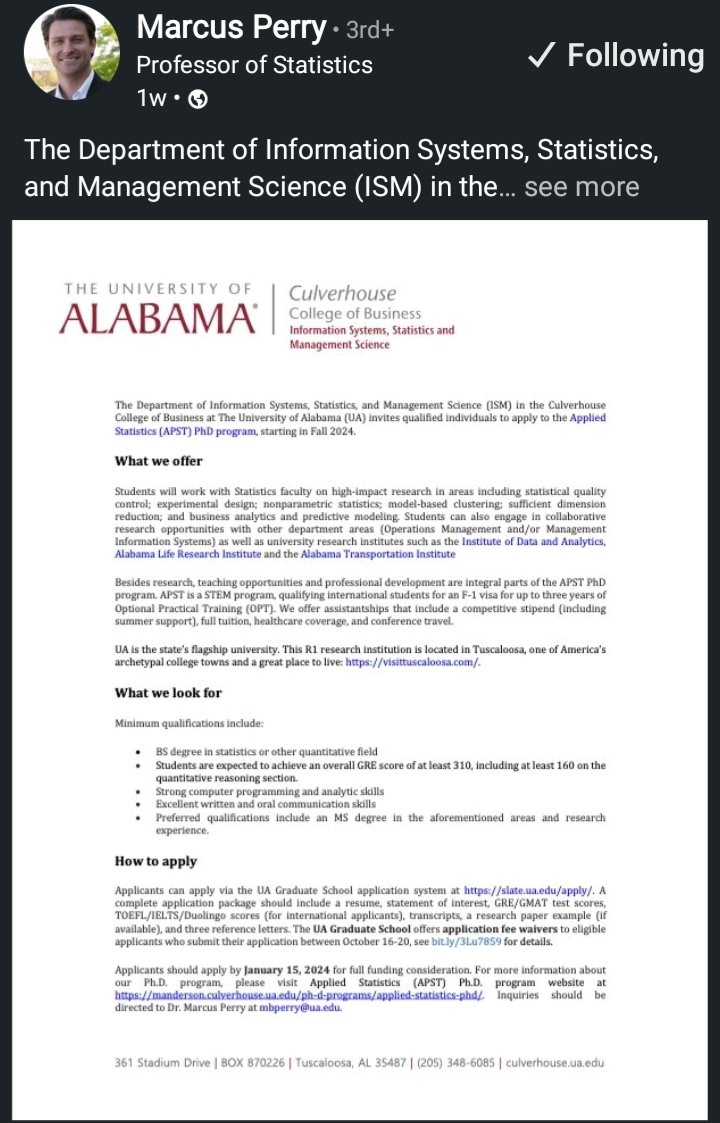 Marcus Perry • 3rd+
Professor of Statistics
✓ Following
1w •
The Department of Information Systems, Statistics,
and Management Science (ISM) in the... see more
THE UNIVERSITY OF
ALABAMA®
Culverhouse
College of Business
Information Systems, Statistics and
Management Science
The Department of Information Systems, Statistics, and Management Science (ISM) in the Culverhouse
College of Business at The University of Alabama (UA) invites qualified individuals to apply to the Applied
Statistics (APST) PhD program, starting in Fall 2024.
What we offer
Students will work with Statistics faculty on high-impact research in areas including statistical quality
control; experimental design; nonparametric statistics; model-based clustering; sufficient dimension
reduction; and business analytics and predictive modeling. Students can also engage in collaborative
research opportunities with other department areas (Operations Management and/or Management
Information Systems) as well as university research institutes such as the Institute of Data and Analytics,
Alabama Life Research Institute and the Alabama Transportation Institute
Besides research, teaching opportunities and professional development are integral parts of the APST PhD
program. APST is a STEM program, qualifying international students for an F-1 visa for up to three years of
Optional Practical Training (OPT). We offer assistantships that include a competitive stipend (including
summer support), full tuition, healthcare coverage, and conference travel.
UA is the state's flagship university. This R1 research institution is located in Tuscaloosa, one of America's
archetypal college towns and a great place to live: https://visittuscaloosa.com/.
What we look for
Minimum qualifications include:
• BS degree in statistics or other quantitative field
• Students are expected to achieve an overall GRE score of at least 310, including at least 160 on the
quantitative reasoning section.
• Strong computer programming and analytic skills
• Excellent written and oral communication skills
• Preferred qualifications include an MS degree in the aforementioned areas and research
experience.
How to apply
Applicants can apply via the UA Graduate School application system at https://slate.ua.edu/apply/. A
complete application package should include a resume, statement of interest, GRE/GMAT test scores,
TOEFL/IELTS/Duolingo scores (for international applicants), transcripts, a research paper example (if
available), and three reference letters. The UA Graduate School offers application fee waivers to eligible
applicants who submit their application between October 16-20, see bit.ly/3Lu7859 for details.
Applicants should apply by January 15, 2024 for full funding consideration. For more information about
our Ph.D. program, please visit Applied Statistics (APST) Ph.D. program website at
https://manderson.culverhouse.ua.edu/ph-d-programs/applied-statistics-phd/. Inquiries should be
directed to Dr. Marcus Perry at mbperry@ua.edu.
361 Stadium Drive | BOX 870226 | Tuscaloosa, AL 35487 | (205) 348-6085 | culverhouse.ua.edu